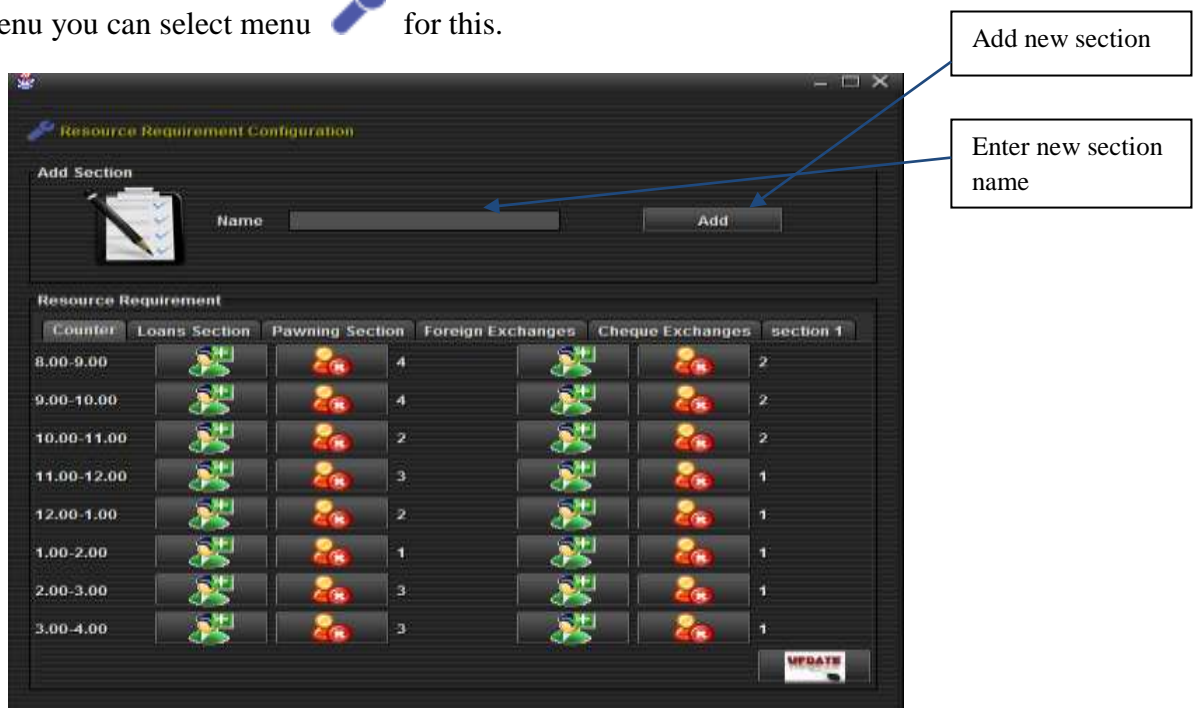 enu you can select menu for this.
Add new section
Enter new section
name
Resource Requirement Configuration
Add Section
Name
Add
Resource Requirement
Counter Loans Section Pawning Section Foreign Exchanges Cheque Exchanges section 1
8.00-9.00 4 2
9.00-10.00 4 2
10.00-11.00 2 2
11.00-12.00 3 1
12.00-1.00 2 1
1.00-2.00 1 1
2.00-3.00 3 1
3.00-4.00 3 1
UPDATE